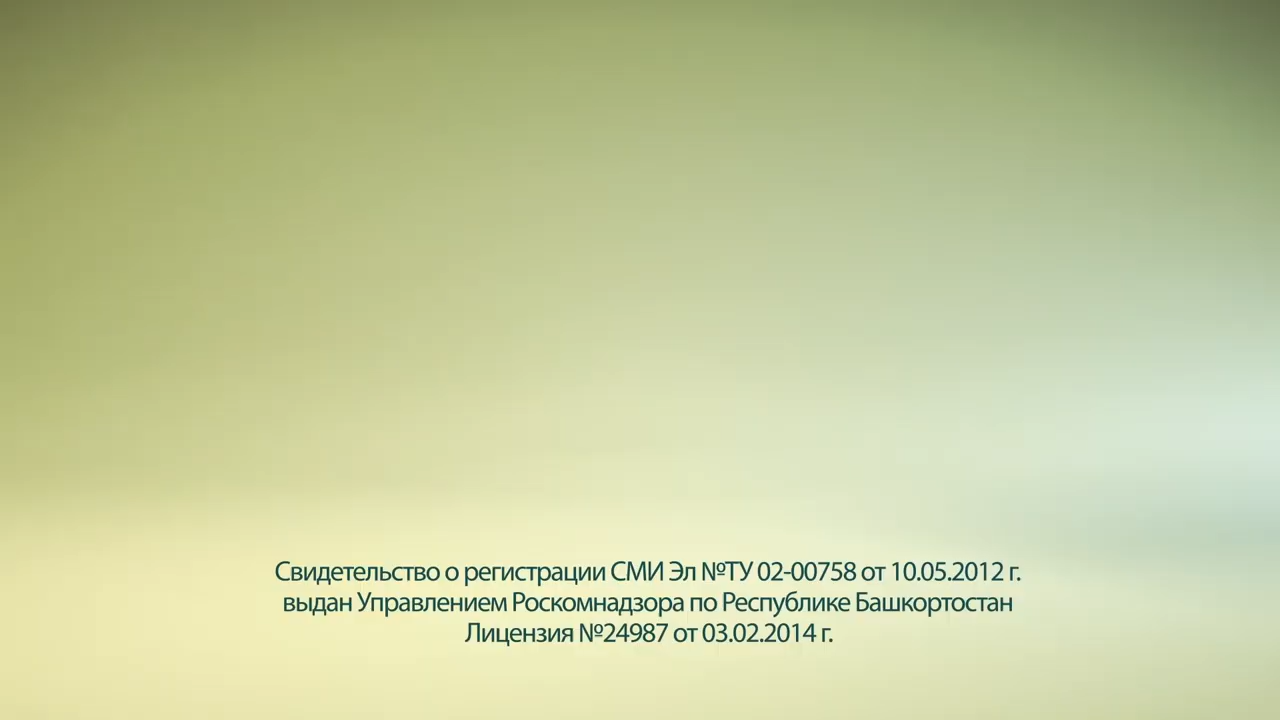 Свидетельство о регистрации СМИ Эл №ТУ 02-00758 от 10.05.2012 г.
выдан Управлением Роскомнадзора по Республике Башкортостан
Лицензия №24987 от 03.02.2014 г.